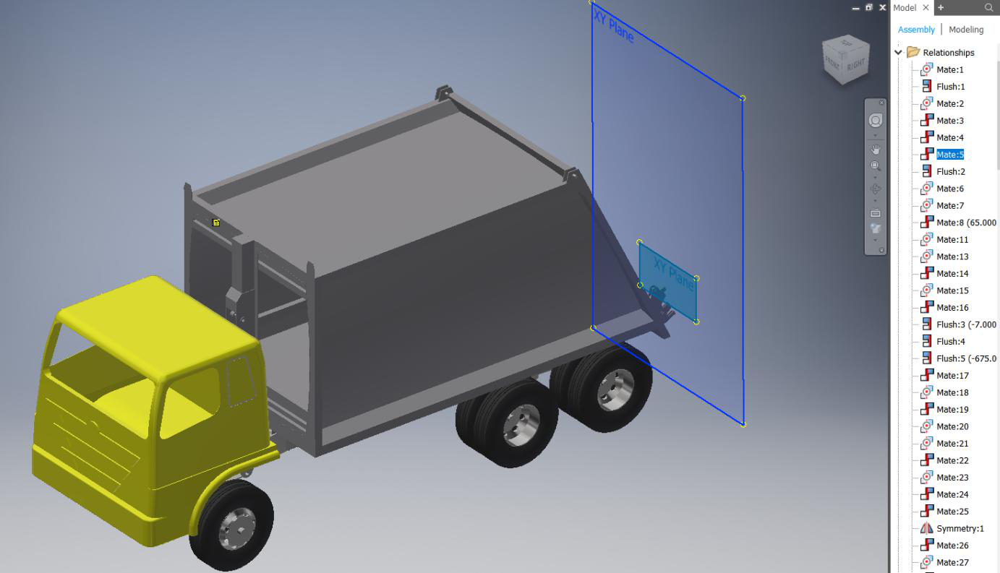 Model
Assembly
Modeling
Relationships
Mate:1
Flush:1
Mate:2
Mate:3
Mate:4
Mate:5
Flush:2
Mate:6
Mate:7
Mate:8 (65.000
Mate:11
Mate:13
Mate:14
Mate:15
Mate:16
Flush:3 (-7.000
Flush:4
Flush:5 (-675.0
Mate:17
Mate:18
Mate:19
Mate:20
Mate:21
Mate:22
Mate:23
Mate:24
Mate:25
Symmetry:1
Mate:26
Mate:27
XY Plane
XY Plane
TOP
FRONT
RIGHT